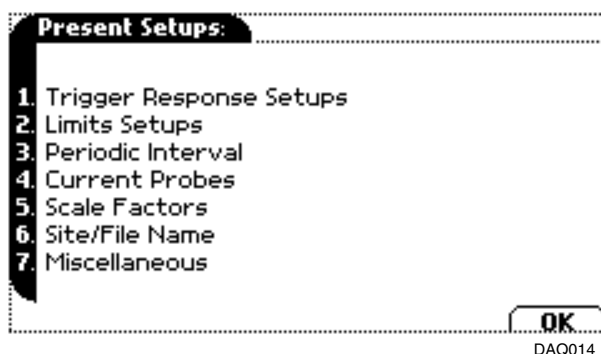 Present Setups:
1. Trigger Response Setups
2. Limits Setups
3. Periodic Interval
4. Current Probes
5. Scale Factors
6. Site/File Name
7. Miscellaneous
OK
DAQ014